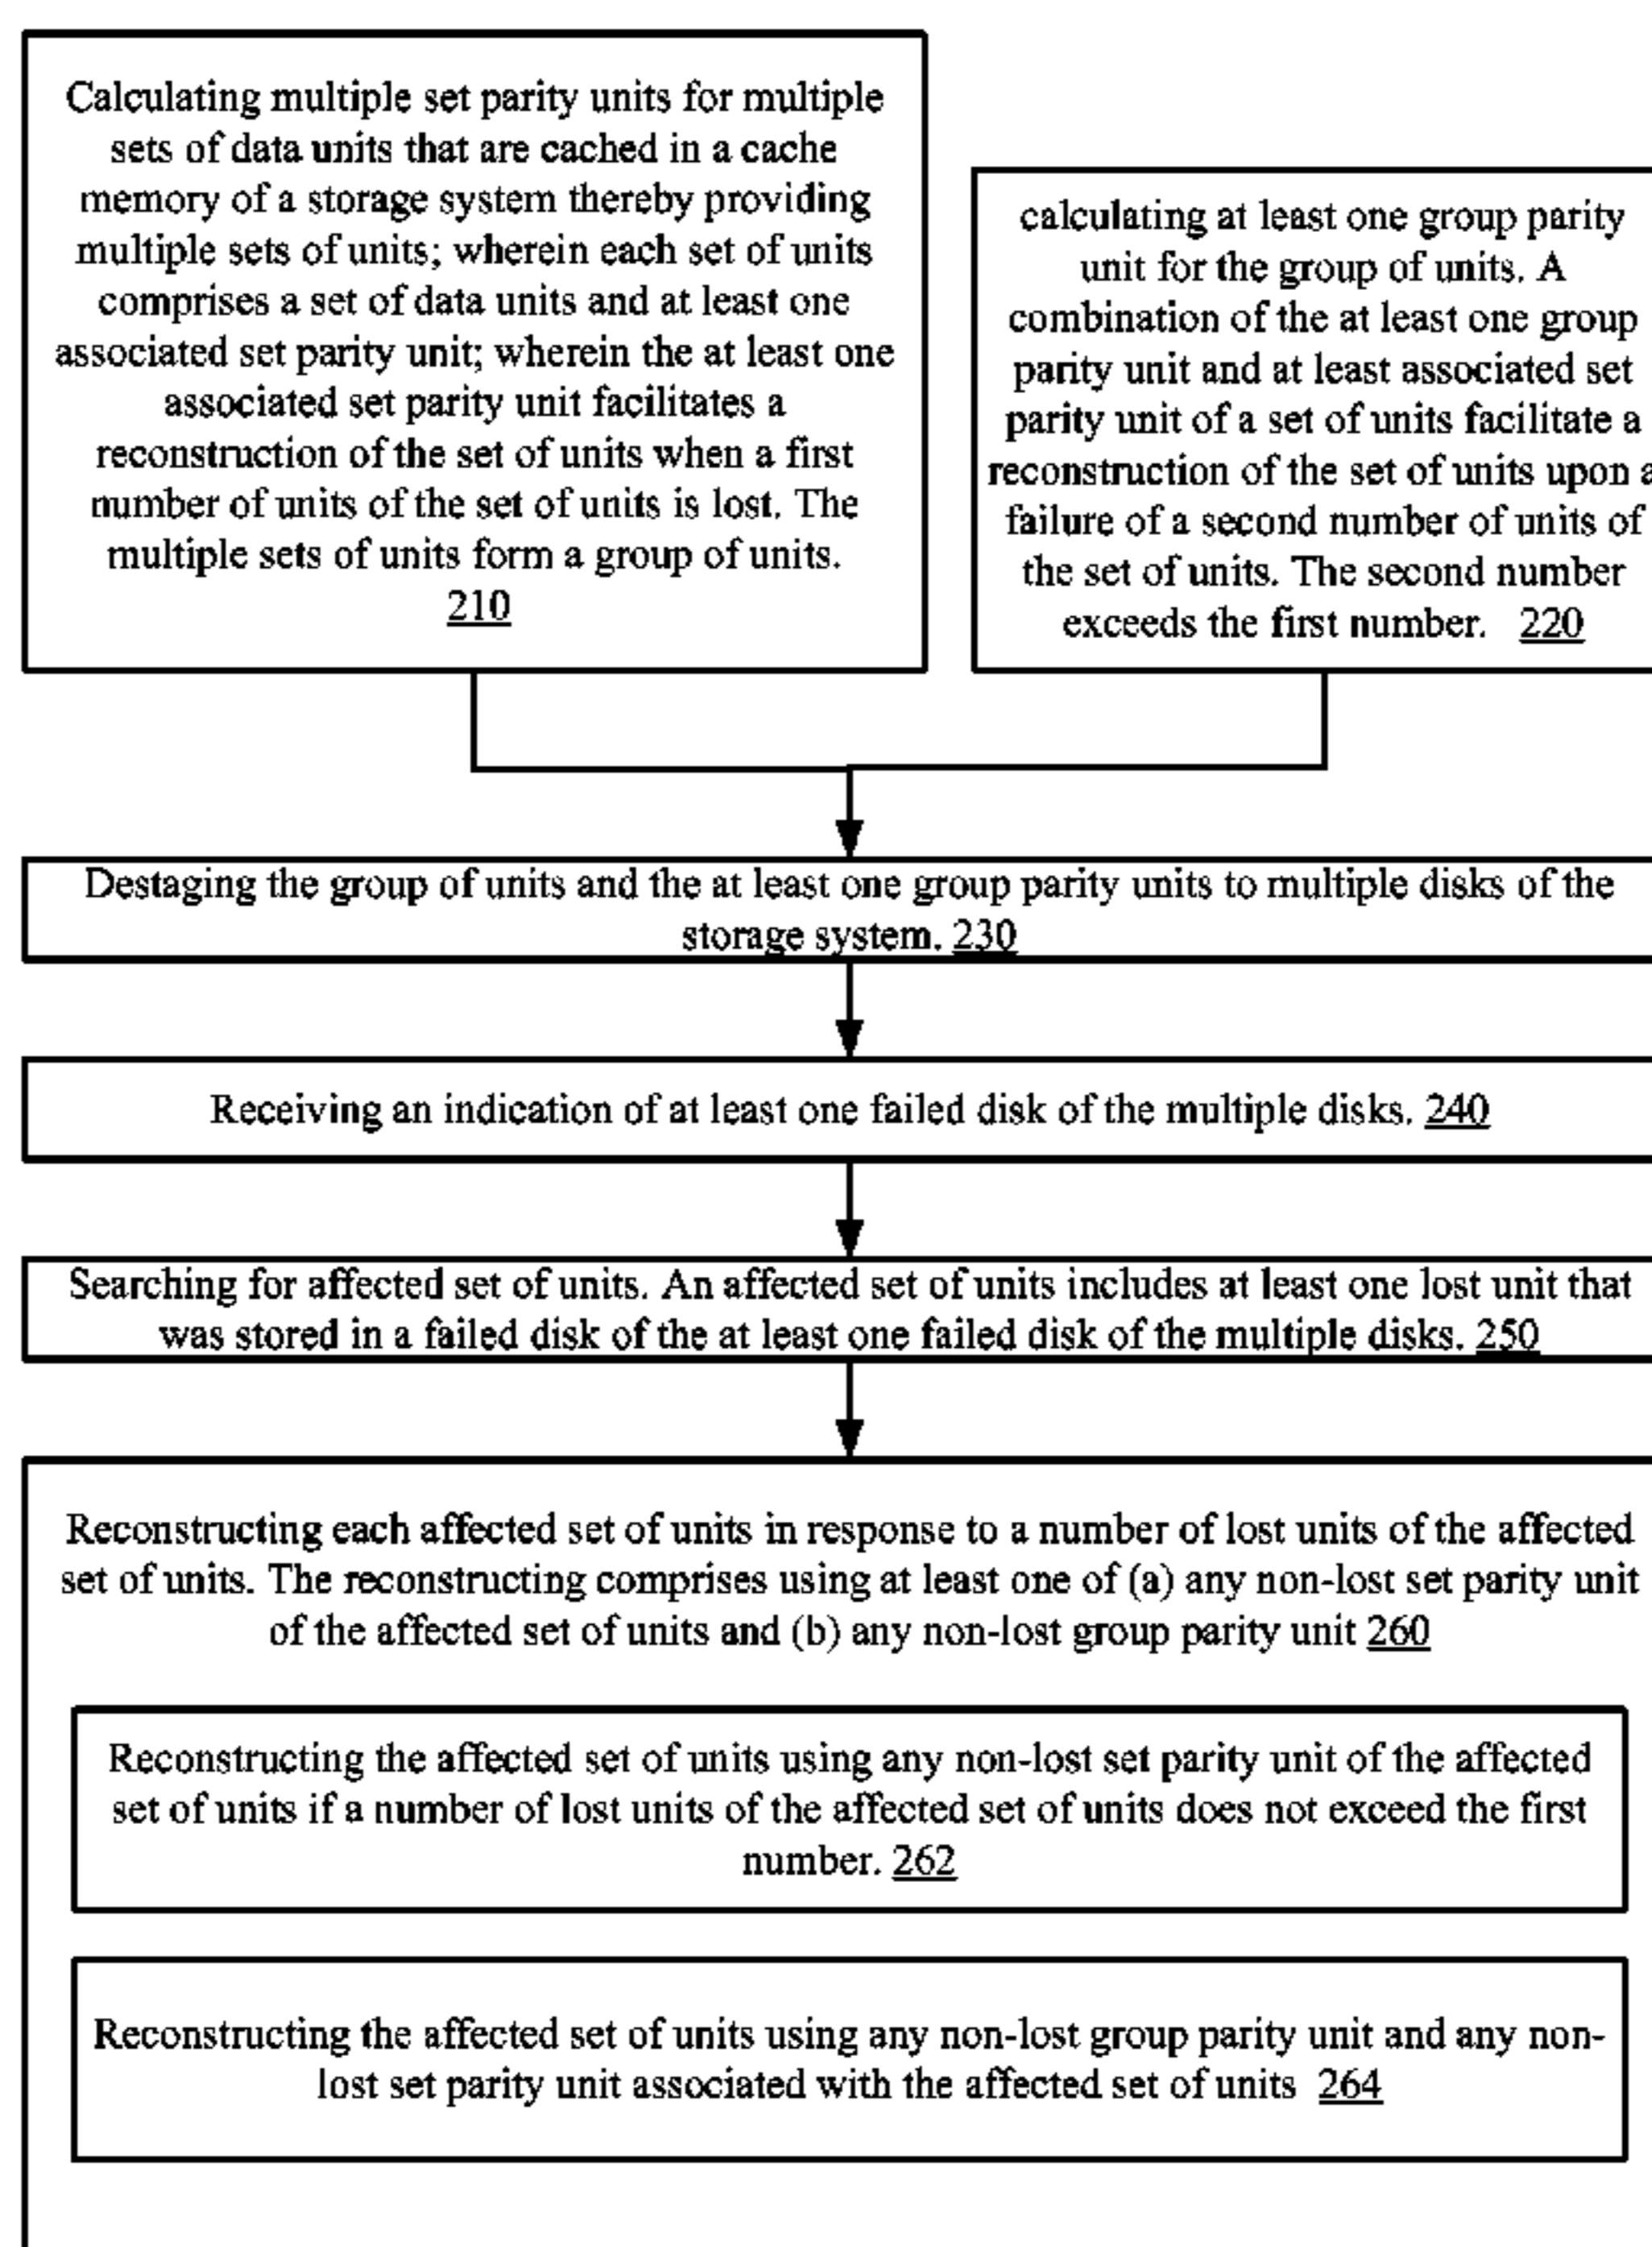 Calculating multiple set parity units for multiple
sets of data units that are cached in a cache
memory of a storage system thereby providing
multiple sets of units; wherein each set of units
comprises a set of data units and at least one
associated set parity unit; wherein the at least one
associated set parity unit facilitates a
reconstruction of the set of units when a first
number of units of the set of units is lost. The
multiple sets of units form a group of units.
210
calculating at least one group parity
unit for the group of units. A
combination of the at least one group
parity unit and at least associated set
parity unit of a set of units facilitate a
reconstruction of the set of units upon a
failure of a second number of units of
the set of units. The second number
exceeds the first number. 220
Destaging the group of units and the at least one group parity units to multiple disks of the
storage system. 230
Receiving an indication of at least one failed disk of the multiple disks. 240
Searching for affected set of units. An affected set of units includes at least one lost unit that
was stored in a failed disk of the at least one failed disk of the multiple disks. 250
Reconstructing each affected set of units in response to a number of lost units of the affected
set of units. The reconstructing comprises using at least one of (a) any non-lost set parity unit
of the affected set of units and (b) any non-lost group parity unit 260
Reconstructing the affected set of units using any non-lost set parity unit of the affected
set of units if a number of lost units of the affected set of units does not exceed the first
number. 262
Reconstructing the affected set of units using any non-lost group parity unit and any non-
lost set parity unit associated with the affected set of units 264